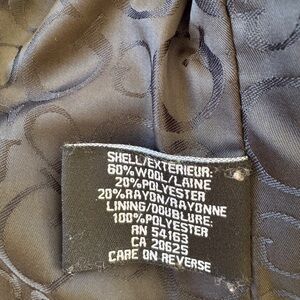 SHELL/EXTERIEUR:
60%WOOL/LAINE
20%POLYESTER
20%RAYON/RAYONNE
LINING/DOUBLURE:
100%POLYESTER
RN 54163
CA 20625
CARE ON REVERSE